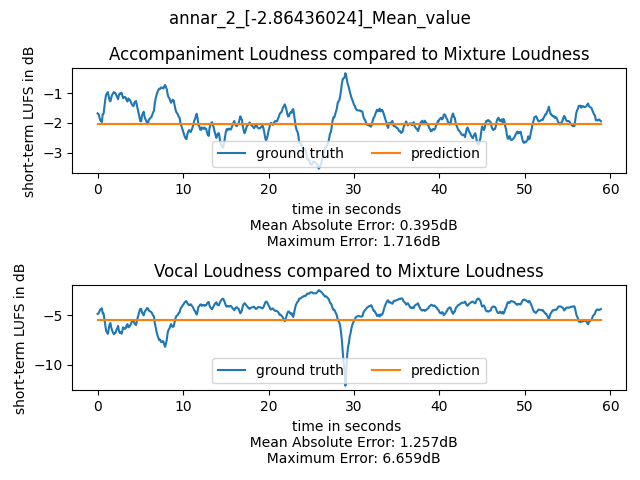 annar_2_[-2.86436024]_Mean_value
Accompaniment Loudness compared to Mixture Loudness
short-term LUFS in dB
−1
−2
−3
ground truth
prediction
0
10
20
30
40
50
60
time in seconds
Mean Absolute Error: 0.395dB
Maximum Error: 1.716dB
Vocal Loudness compared to Mixture Loudness
short-term LUFS in dB
−5
−10
ground truth
prediction
0
10
20
30
40
50
60
time in seconds
Mean Absolute Error: 1.257dB
Maximum Error: 6.659dB